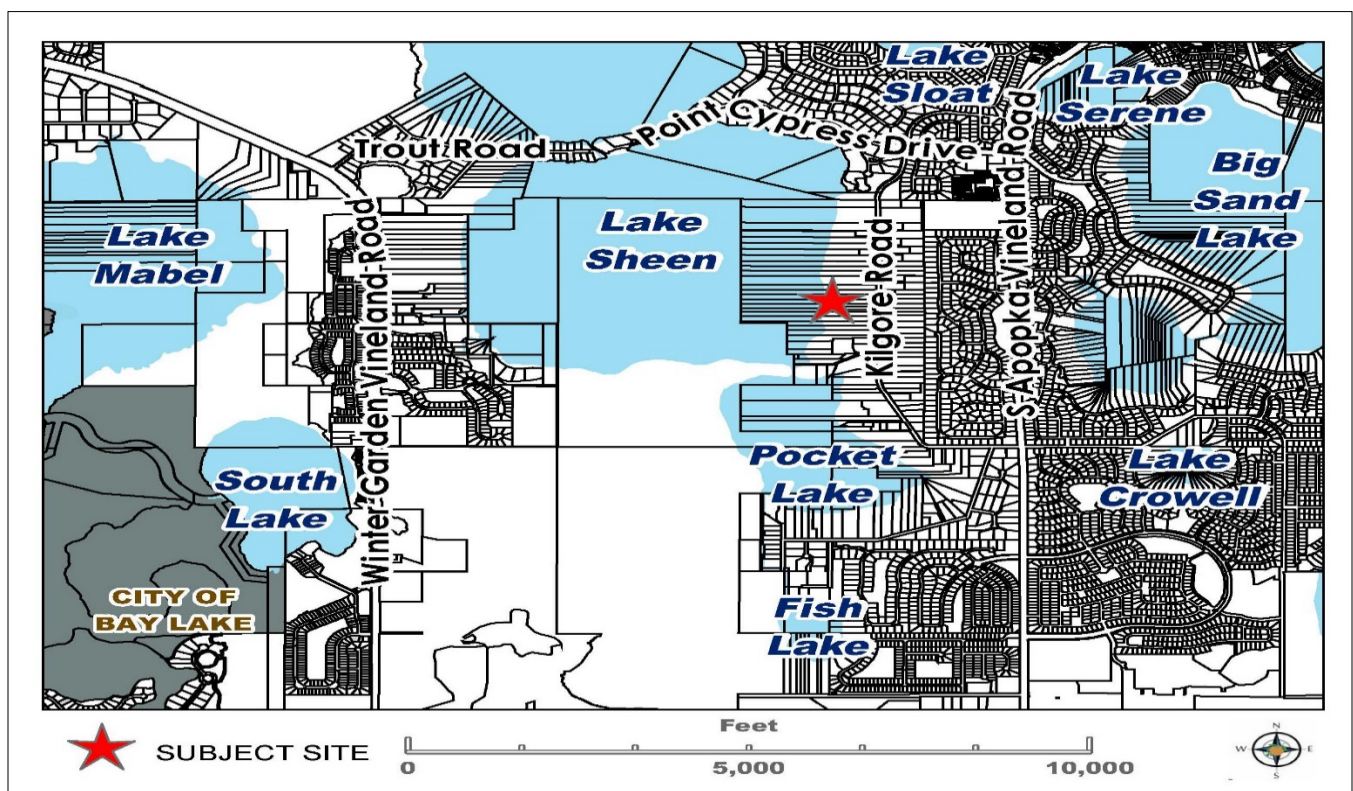 Lake
Sloat
Lake
Serene
Point Cypress Drive
Trout Road
Big
Sand
Lake
Lake
Mabel
Lake
Sheen
Winter Garden Vineland Road
Kilgore Road
S Apopka Vineland Road
South
Lake
Pocket
Lake
Lake
Crowell
CITY OF
BAY LAKE
Fish
Lake
SUBJECT SITE
Feet
0
5,000
10,000
N
W
E
S